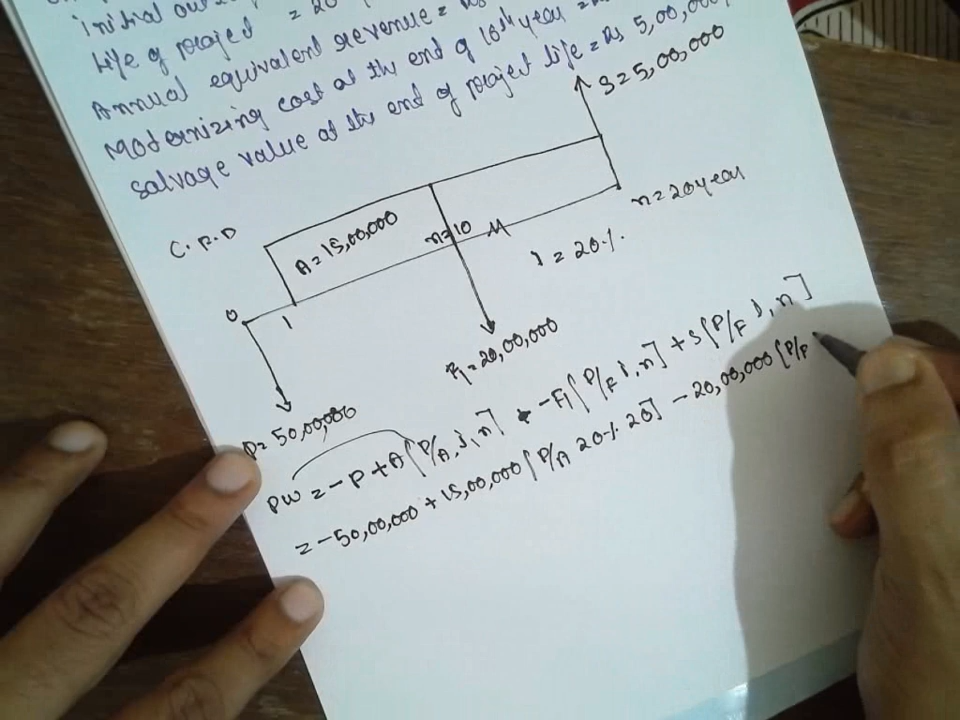 initial
life of project = 20
Annual equivalent revenue =
Modernizing cost at the end of 10th year =
Salvage value at the end of project life = Rs 5,00,000
S = 5,00,000
C.F.D
A = 15,00,000
n=10
n = 20 year
i = 20%
0
1
F1 = 20,00,000
P = 50,00,000
PW = -P + A [P/A, i, n] - F1 [P/F i, n] + S [P/F i, n]
= -50,00,000 + 15,00,000 [P/A 20% 20] - 20,00,000 [P/F